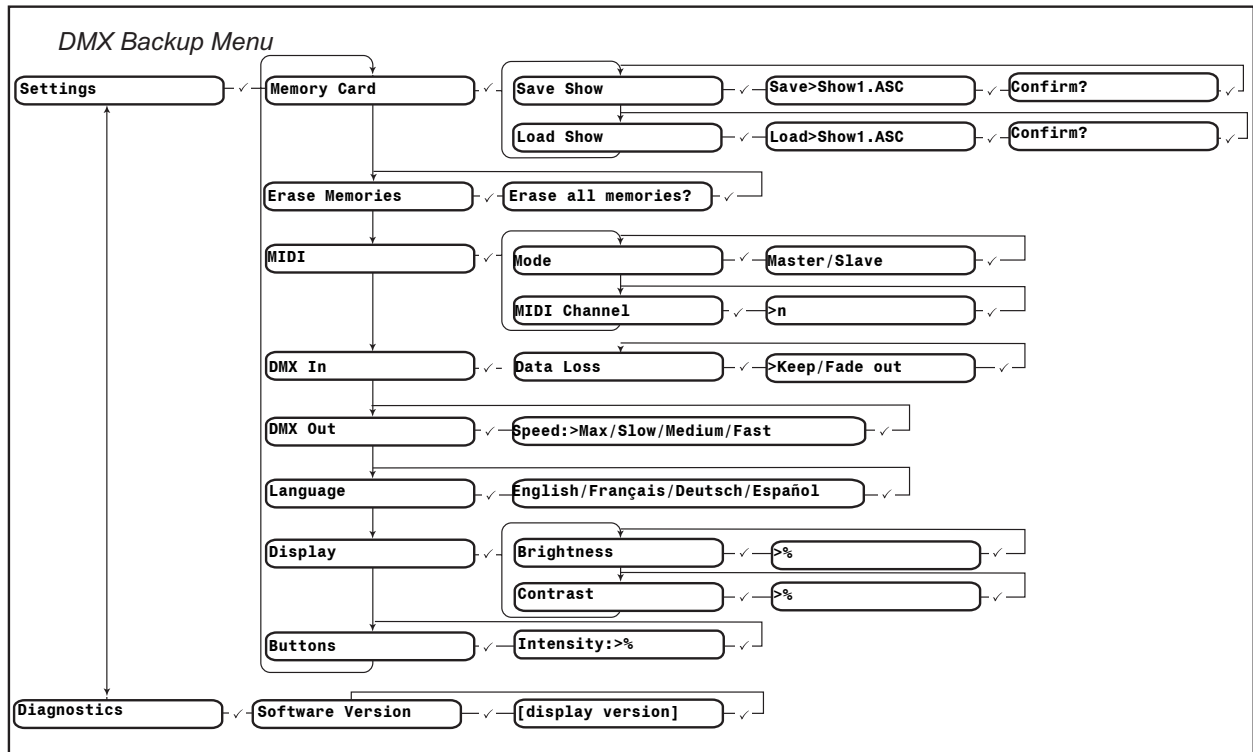 DMX Backup Menu
Settings
Memory Card
Save Show
Save>Show1.ASC
Confirm?
Load Show
Load>Show1.ASC
Confirm?
Erase Memories
Erase all memories?
MIDI
Mode
Master/Slave
MIDI Channel
>n
DMX In
Data Loss
>Keep/Fade out
DMX Out
Speed:>Max/Slow/Medium/Fast
Language
English/Français/Deutsch/Español
Display
Brightness
>%
Contrast
>%
Buttons
Intensity:>%
Diagnostics
Software Version
[display version]